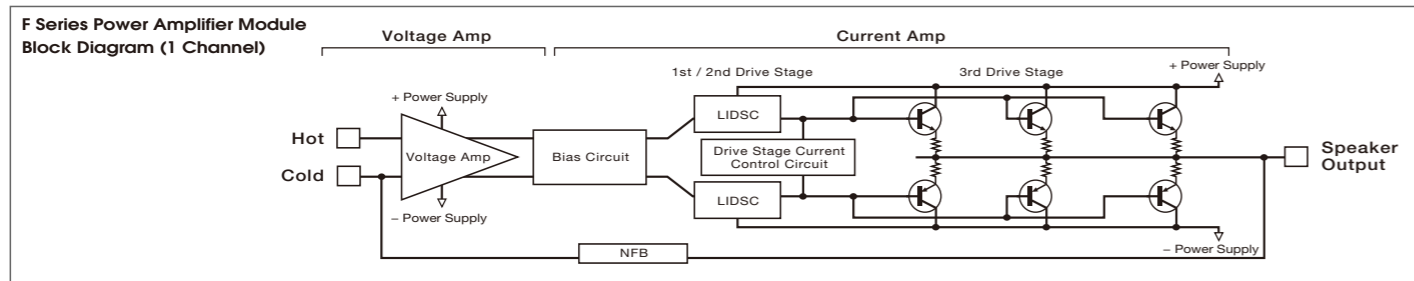 F Series Power Amplifier Module
Block Diagram (1 Channel)
Voltage Amp
Current Amp
1st / 2nd Drive Stage
3rd Drive Stage
+ Power Supply
+ Power Supply
LIDSC
Hot
Voltage Amp
Bias Circuit
Drive Stage Current
Control Circuit
Speaker
Output
Cold
LIDSC
– Power Supply
– Power Supply
NFB